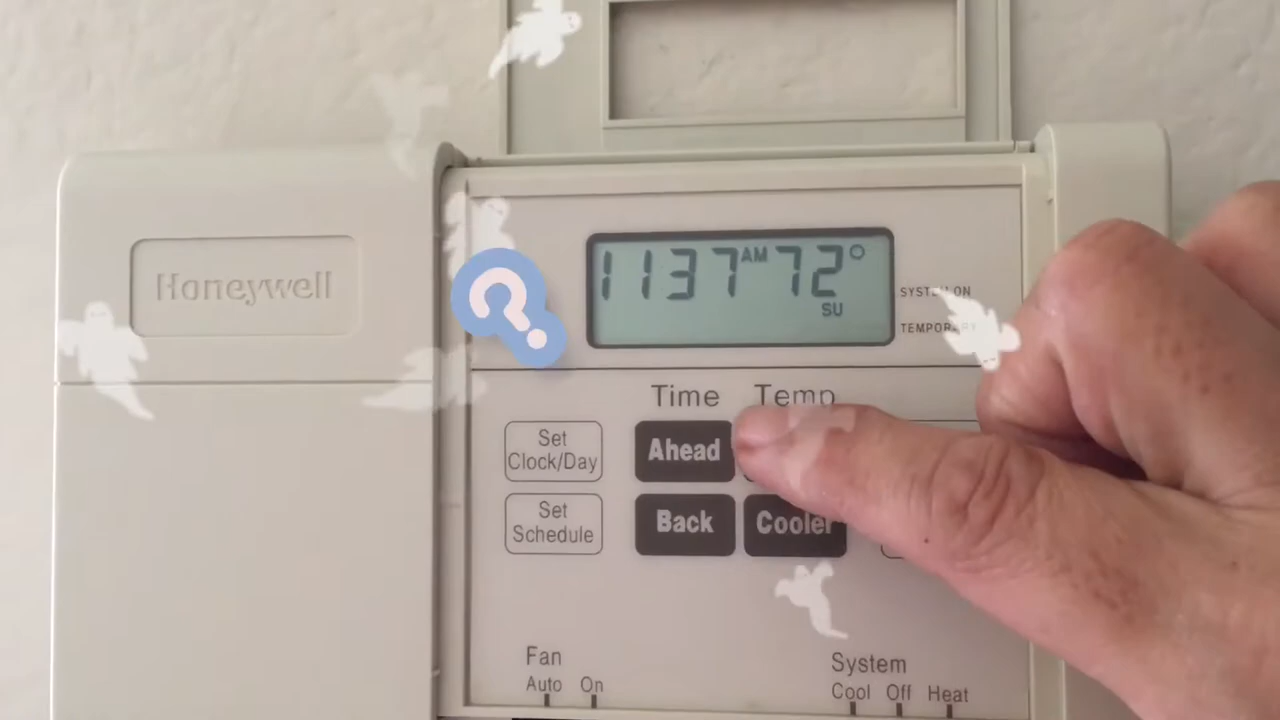 Honeywell
1137 AM 72°
SU
SYSTEM ON
TEMPORARY
Time Temp
Set
Clock/Day
Ahead
Set
Schedule
Back
Cooler
Fan
Auto On
System
Cool Off Heat
?